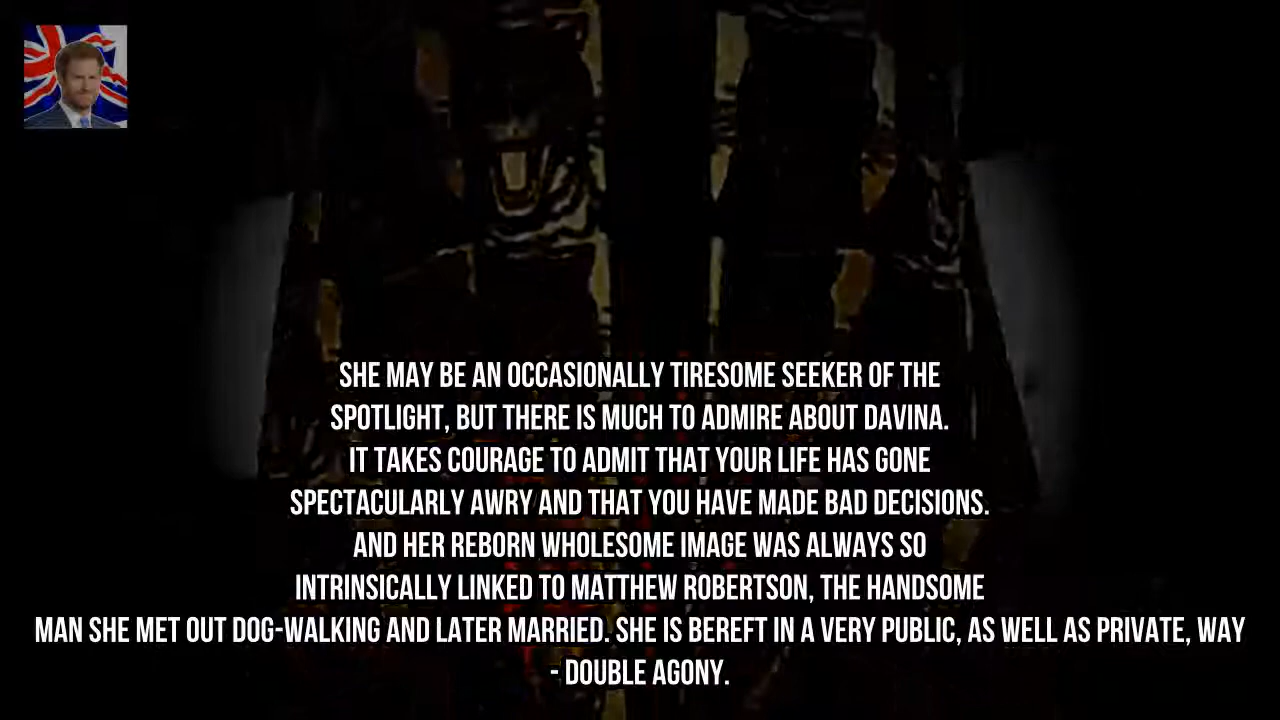 SHE MAY BE AN OCCASIONALLY TIRESOME SEEKER OF THE
SPOTLIGHT, BUT THERE IS MUCH TO ADMIRE ABOUT DAVINA.
IT TAKES COURAGE TO ADMIT THAT YOUR LIFE HAS GONE
SPECTACULARLY AWRY AND THAT YOU HAVE MADE BAD DECISIONS.
AND HER REBORN WHOLESOME IMAGE WAS ALWAYS SO
INTRINSICALLY LINKED TO MATTHEW ROBERTSON, THE HANDSOME
MAN SHE MET OUT DOG-WALKING AND LATER MARRIED. SHE IS BEREFT IN A VERY PUBLIC, AS WELL AS PRIVATE, WAY
- DOUBLE AGONY.